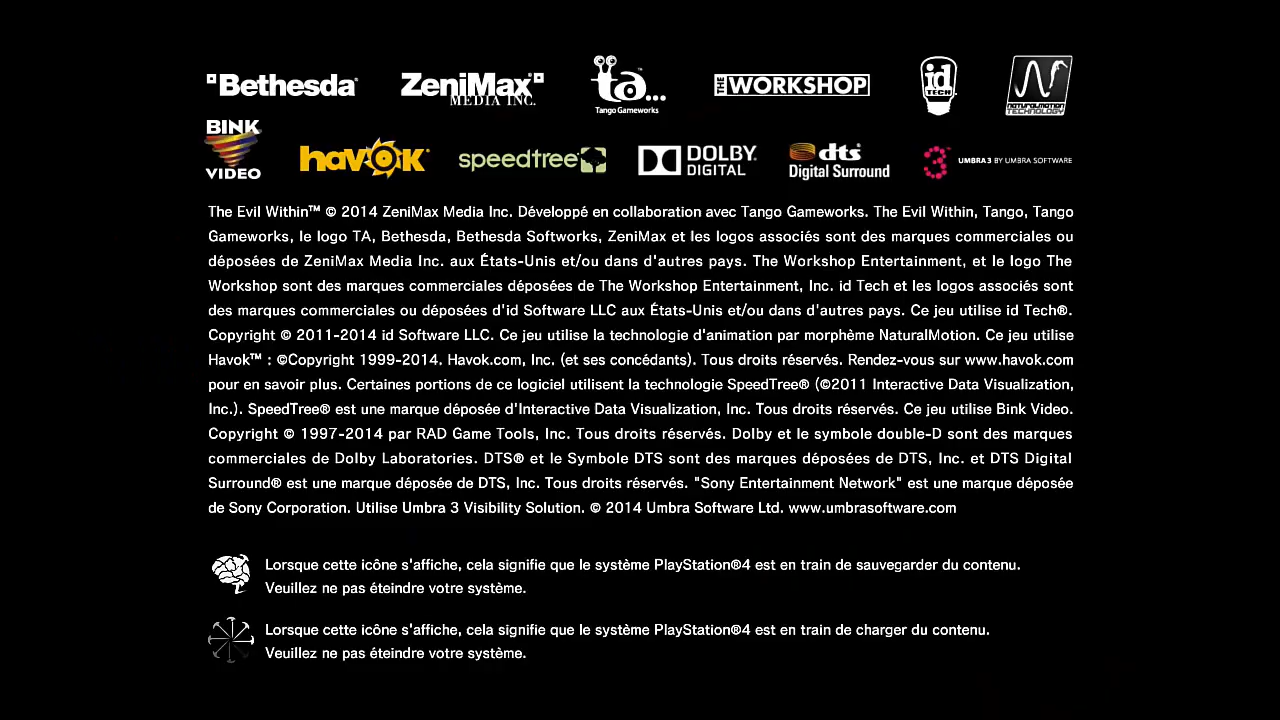 Bethesda ZeniMax MEDIA INC. ta... Tango Gameworks THE WORKSHOP id TECH NATURALMOTION TECHNOLOGY
BINK VIDEO havok speedtree DOLBY DIGITAL dts Digital Surround 3 UMBRA 3 BY UMBRA SOFTWARE
The Evil Within™ © 2014 ZeniMax Media Inc. Développé en collaboration avec Tango Gameworks. The Evil Within, Tango, Tango
Gameworks, le logo TA, Bethesda, Bethesda Softworks, ZeniMax et les logos associés sont des marques commerciales ou
déposées de ZeniMax Media Inc. aux États-Unis et/ou dans d'autres pays. The Workshop Entertainment, et le logo The
Workshop sont des marques commerciales déposées de The Workshop Entertainment, Inc. id Tech et les logos associés sont
des marques commerciales ou déposées d'id Software LLC aux États-Unis et/ou dans d'autres pays. Ce jeu utilise id Tech®.
Copyright © 2011-2014 id Software LLC. Ce jeu utilise la technologie d'animation par morphème NaturalMotion. Ce jeu utilise
Havok™ : ©Copyright 1999-2014. Havok.com, Inc. (et ses concédants). Tous droits réservés. Rendez-vous sur www.havok.com
pour en savoir plus. Certaines portions de ce logiciel utilisent la technologie SpeedTree® (©2011 Interactive Data Visualization,
Inc.). SpeedTree® est une marque déposée d'Interactive Data Visualization, Inc. Tous droits réservés. Ce jeu utilise Bink Video.
Copyright © 1997-2014 par RAD Game Tools, Inc. Tous droits réservés. Dolby et le symbole double-D sont des marques
commerciales de Dolby Laboratories. DTS® et le Symbole DTS sont des marques déposées de DTS, Inc. et DTS Digital
Surround® est une marque déposée de DTS, Inc. Tous droits réservés. "Sony Entertainment Network" est une marque déposée
de Sony Corporation. Utilise Umbra 3 Visibility Solution. © 2014 Umbra Software Ltd. www.umbrasoftware.com
Lorsque cette icône s'affiche, cela signifie que le système PlayStation®4 est en train de sauvegarder du contenu.
Veuillez ne pas éteindre votre système.
Lorsque cette icône s'affiche, cela signifie que le système PlayStation®4 est en train de charger du contenu.
Veuillez ne pas éteindre votre système.